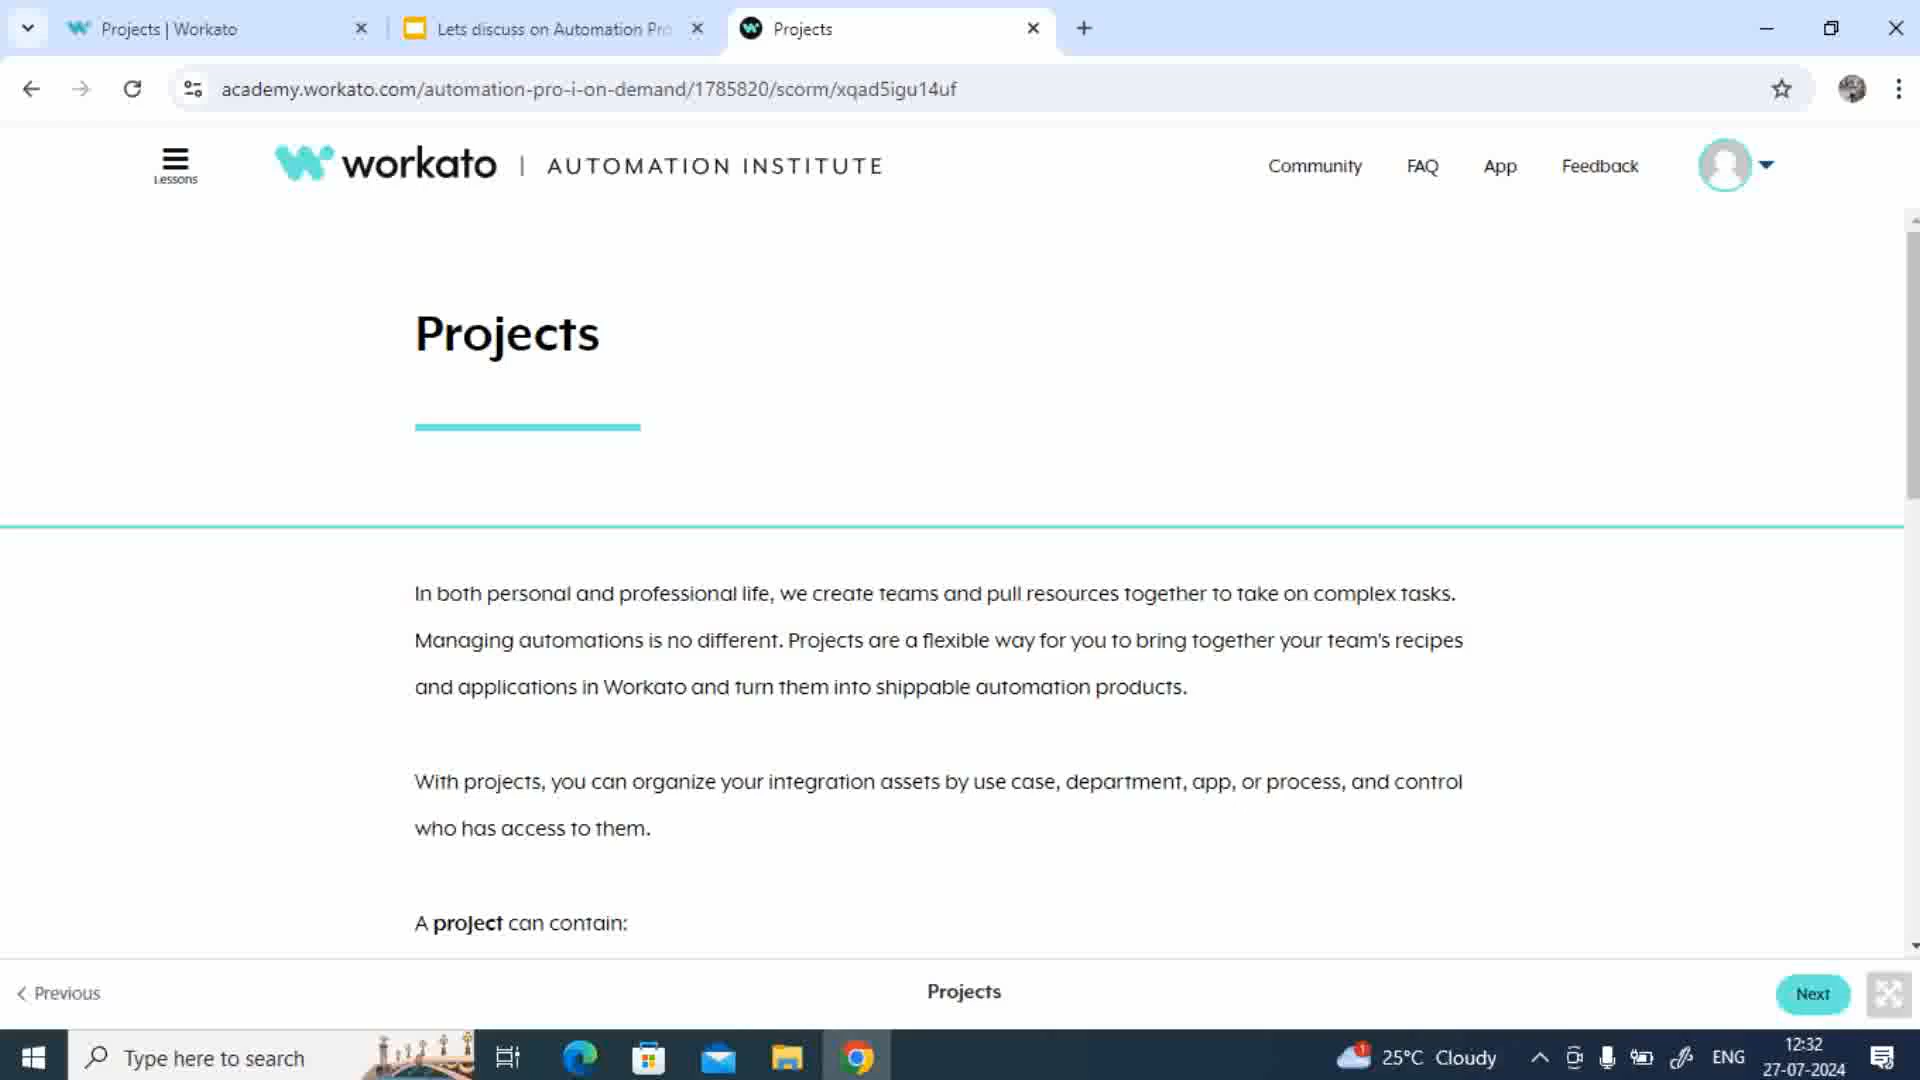 Projects | Workato
Lets discuss on Automation Pro
Projects
academy.workato.com/automation-pro-i-on-demand/1785820/scorm/xqad5igu14uf
Lessons
workato | AUTOMATION INSTITUTE
Community
FAQ
App
Feedback
Projects
In both personal and professional life, we create teams and pull resources together to take on complex tasks.
Managing automations is no different. Projects are a flexible way for you to bring together your team's recipes
and applications in Workato and turn them into shippable automation products.
With projects, you can organize your integration assets by use case, department, app, or process, and control
who has access to them.
A project can contain:
Previous
Projects
Next
Type here to search
1
25°C Cloudy
ENG
12:32
27-07-2024